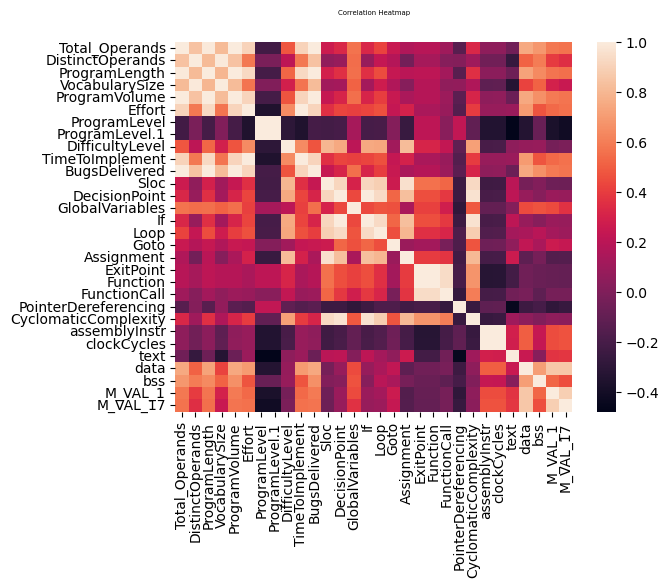 Correlation Heatmap
Total_Operands
DistinctOperands
ProgramLength
VocabularySize
ProgramVolume
Effort
ProgramLevel
ProgramLevel.1
DifficultyLevel
TimeToImplement
BugsDelivered
Sloc
DecisionPoint
GlobalVariables
If
Loop
Goto
Assignment
ExitPoint
Function
FunctionCall
PointerDereferencing
CyclomaticComplexity
assemblyInstr
clockCycles
text
data
bss
M_VAL_1
M_VAL_17
1.0
0.8
0.6
0.4
0.2
0.0
−0.2
−0.4
Total_Operands
DistinctOperands
ProgramLength
VocabularySize
ProgramVolume
Effort
ProgramLevel
ProgramLevel.1
DifficultyLevel
TimeToImplement
BugsDelivered
Sloc
DecisionPoint
GlobalVariables
If
Loop
Goto
Assignment
ExitPoint
Function
FunctionCall
PointerDereferencing
CyclomaticComplexity
assemblyInstr
clockCycles
text
data
bss
M_VAL_1
M_VAL_17